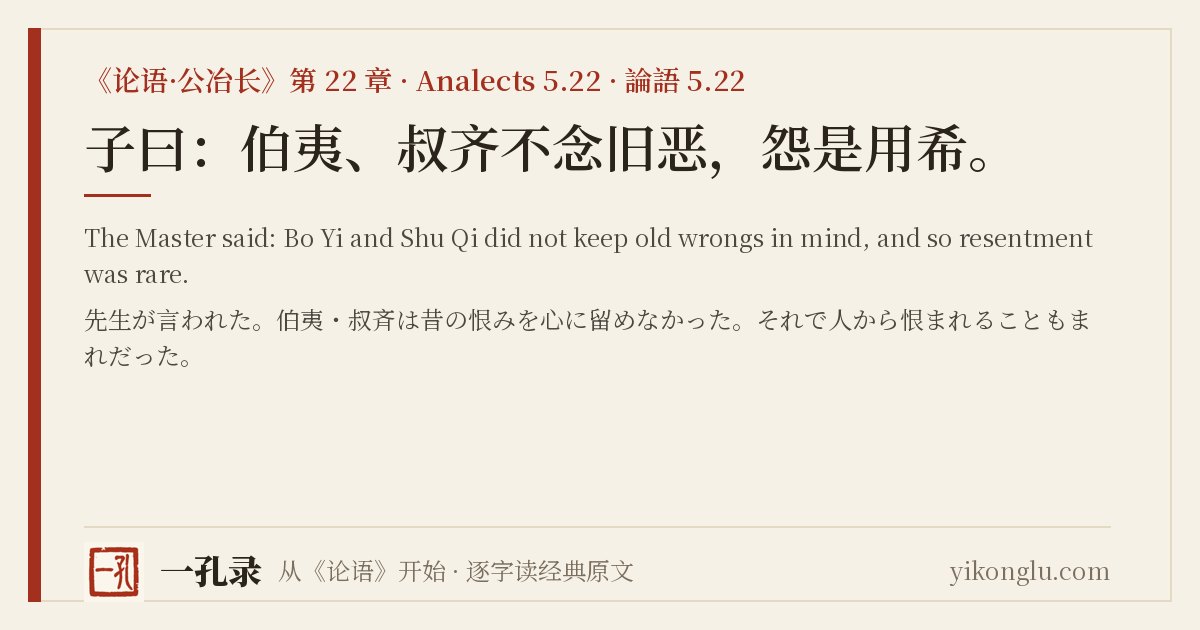 《论语·公冶长》第 22 章 · Analects 5.22 · 論語 5.22
子曰：伯夷、叔齐不念旧恶，怨是用希。
The Master said: Bo Yi and Shu Qi did not keep old wrongs in mind, and so resentment
was rare.
先生が言われた。伯夷・叔斉は昔の恨みを心に留めなかった。それで人から恨まれることもま
れだった。
一孔
一孔录 从《论语》开始 · 逐字读经典原文 yikonglu.com